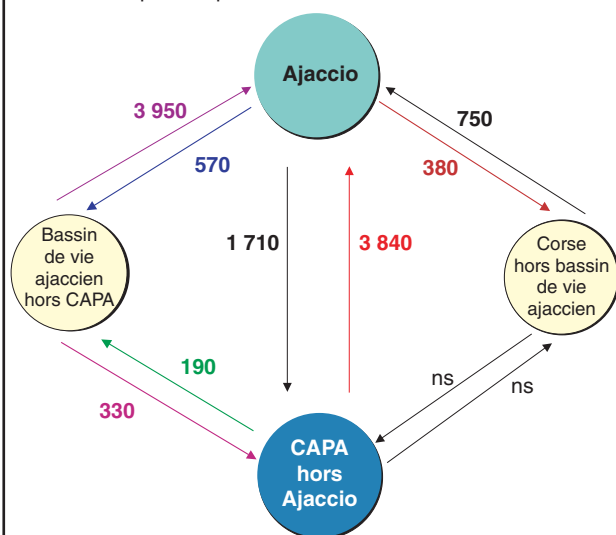 Ajaccio
3 950
750
570
380
Bassin
de vie
ajaccien
hors CAPA
1 710
3 840
Corse
hors bassin
de vie
ajaccien
190
ns
ns
330
CAPA
hors
Ajaccio